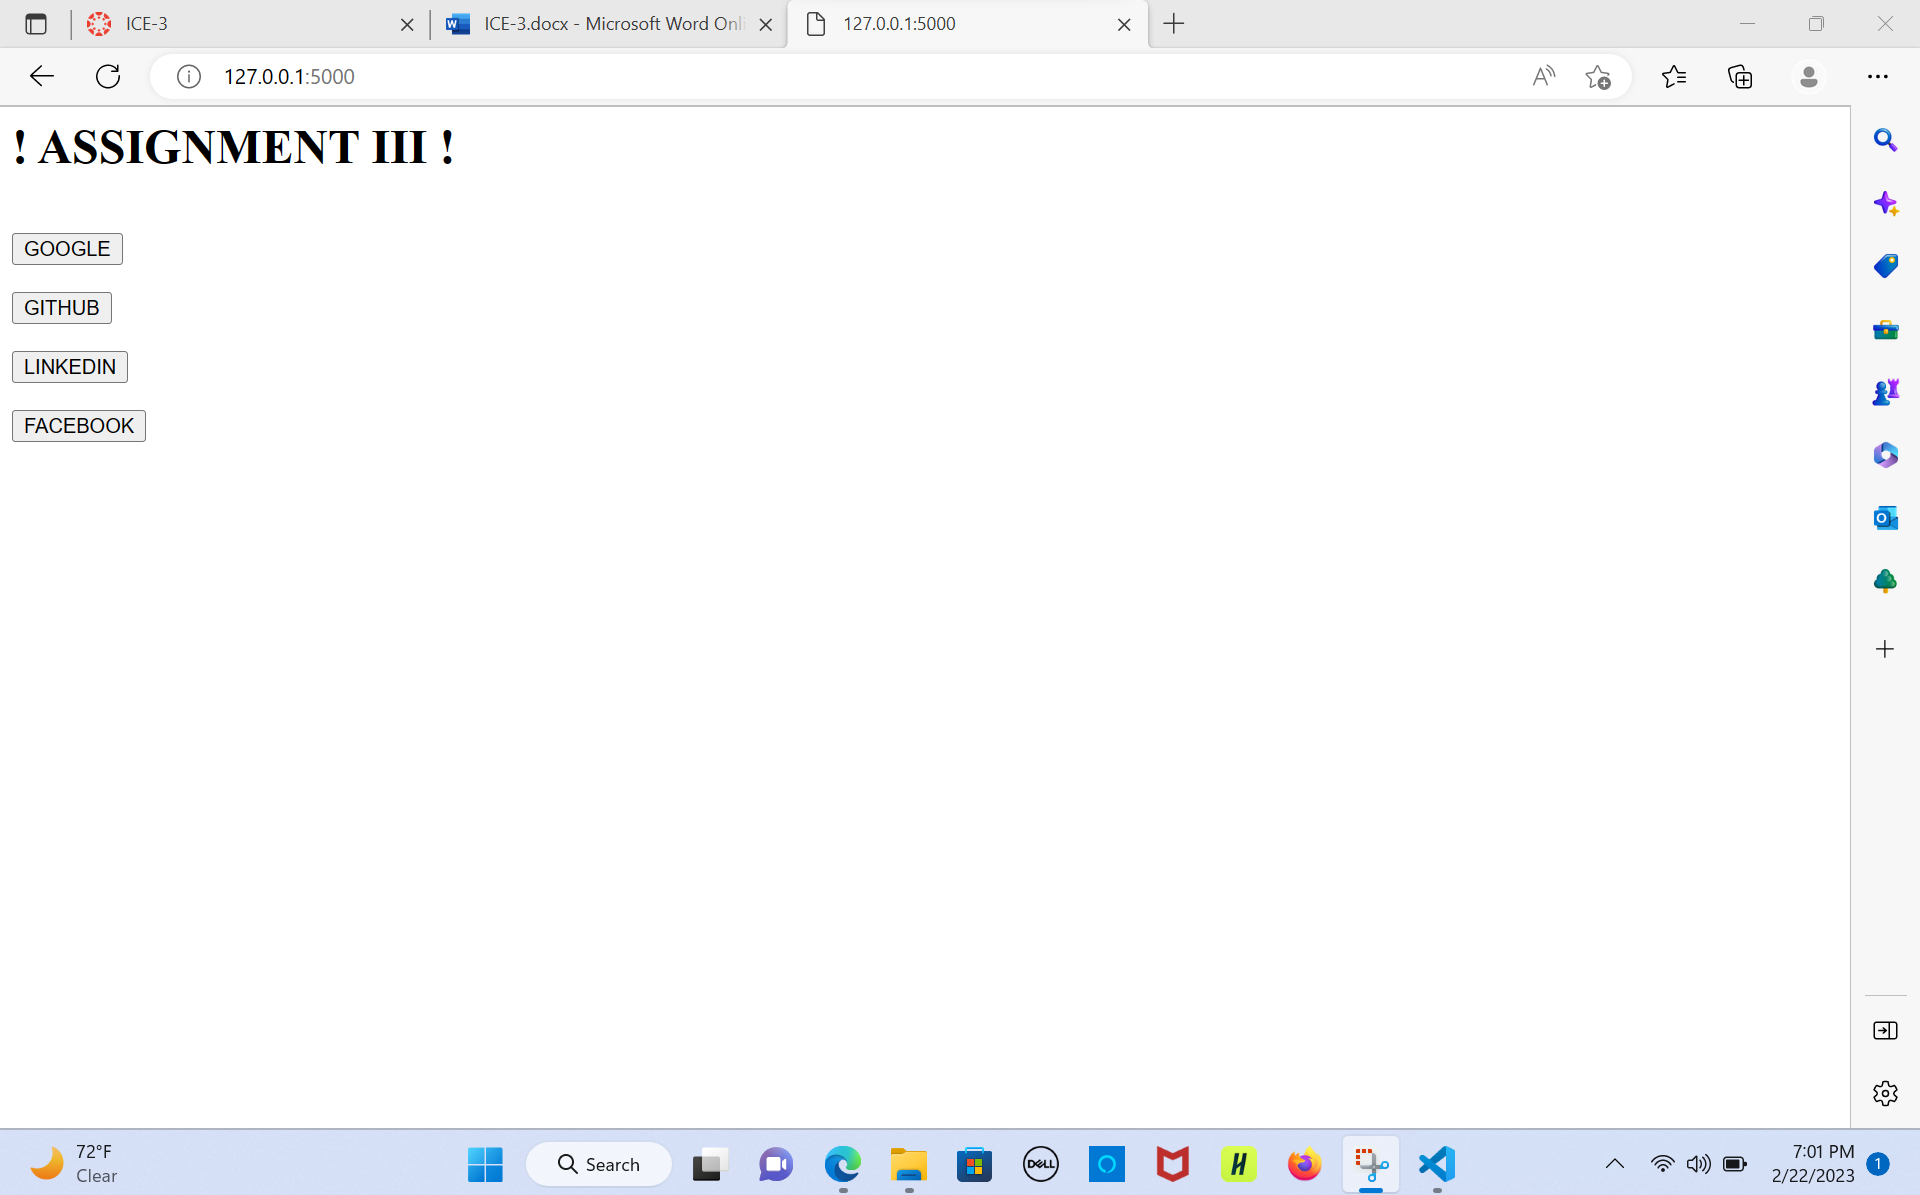 ICE-3
ICE-3.docx - Microsoft Word Onli
127.0.0.1:5000
127.0.0.1:5000
! ASSIGNMENT III !
GOOGLE
GITHUB
LINKEDIN
FACEBOOK
72°F
Clear
Search
DELL
7:01 PM
2/22/2023
1